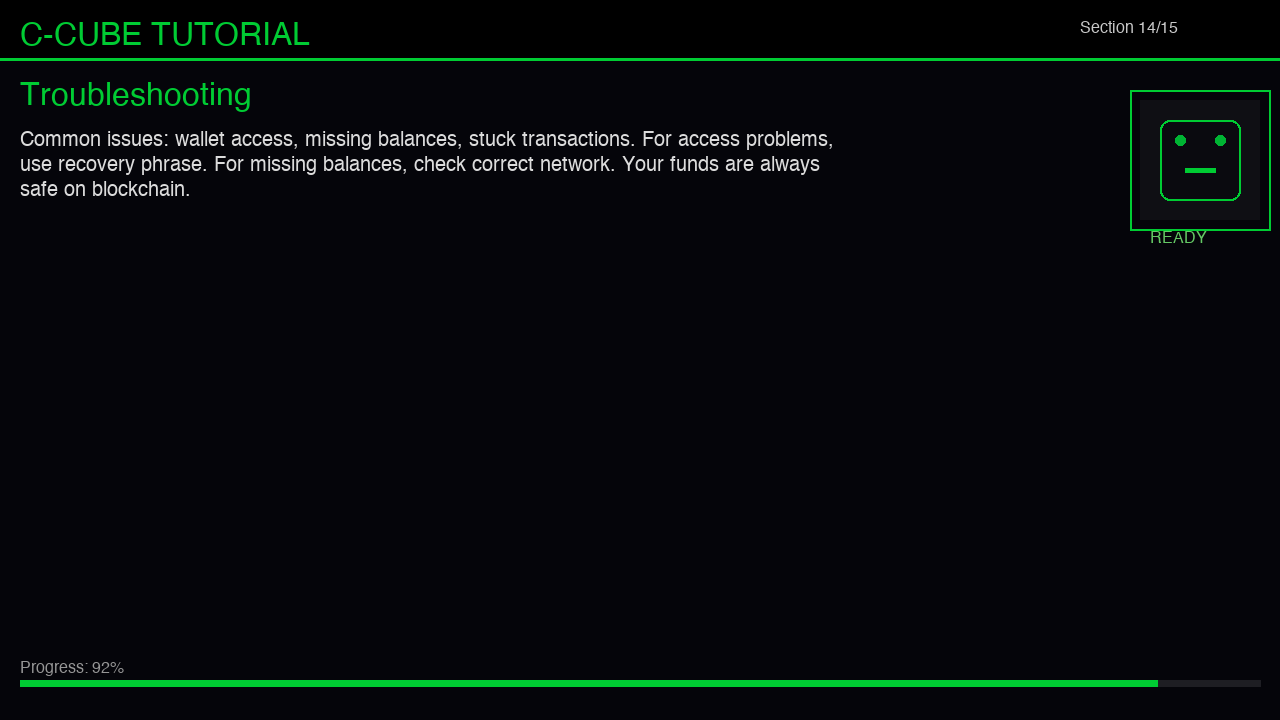 C-CUBE TUTORIAL
Section 14/15
Troubleshooting
Common issues: wallet access, missing balances, stuck transactions. For access problems,
use recovery phrase. For missing balances, check correct network. Your funds are always
safe on blockchain.
READY
Progress: 92%